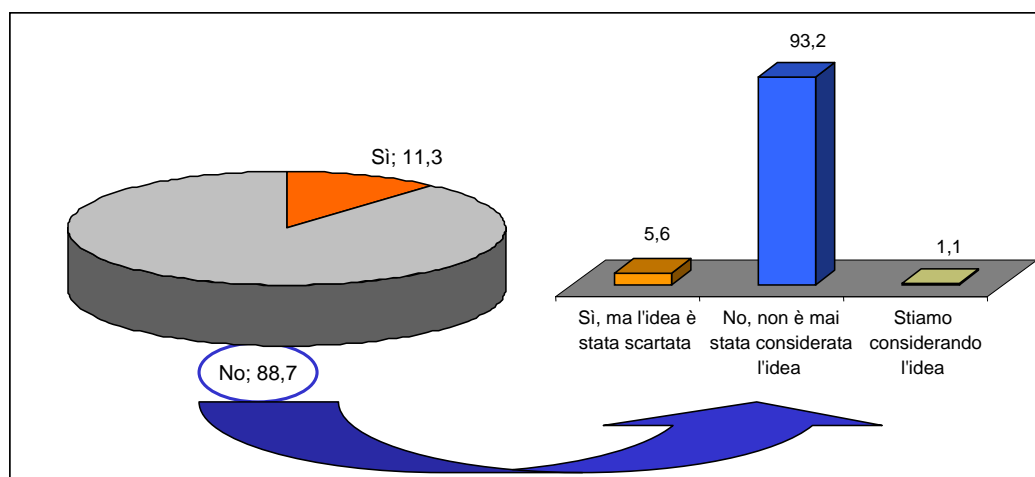 Sì; 11,3
No; 88,7
93,2
5,6
1,1
Sì, ma l'idea è
stata scartata
No, non è mai
stata considerata
l'idea
Stiamo
considerando
l'idea